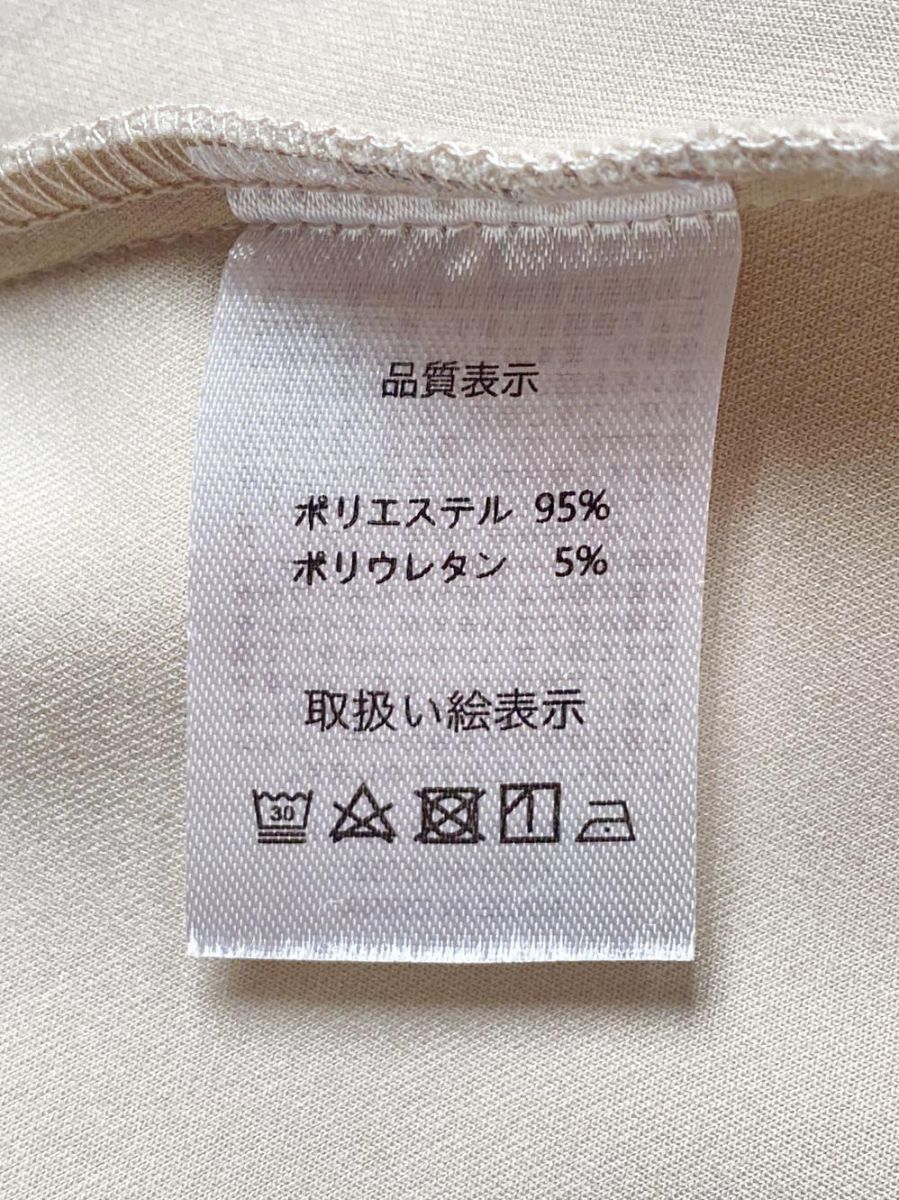 品質表示
ポリエステル 95%
ポリウレタン 5%
取扱い絵表示
30